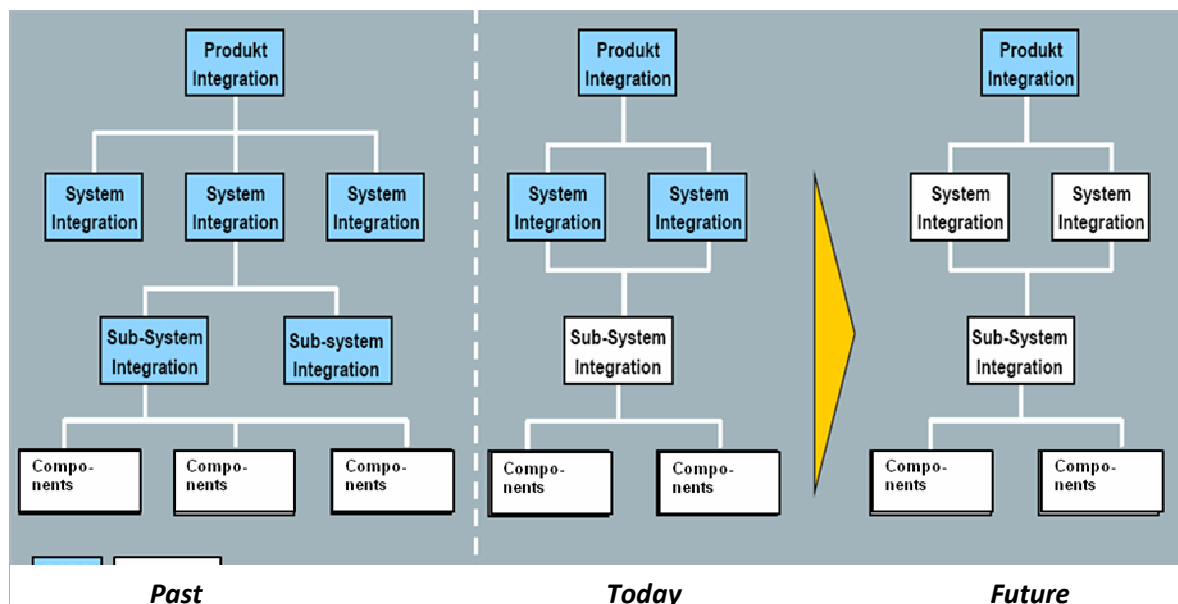 Produkt
Integration
Produkt
Integration
Produkt
Integration
System
Integration
System
Integration
System
Integration
System
Integration
System
Integration
System
Integration
System
Integration
Sub-System
Integration
Sub-system
Integration
Sub-System
Integration
Sub-System
Integration
Compo-
nents
Compo-
nents
Compo-
nents
Compo-
nents
Compo-
nents
Compo-
nents
Compo-
nents
Past
Today
Future